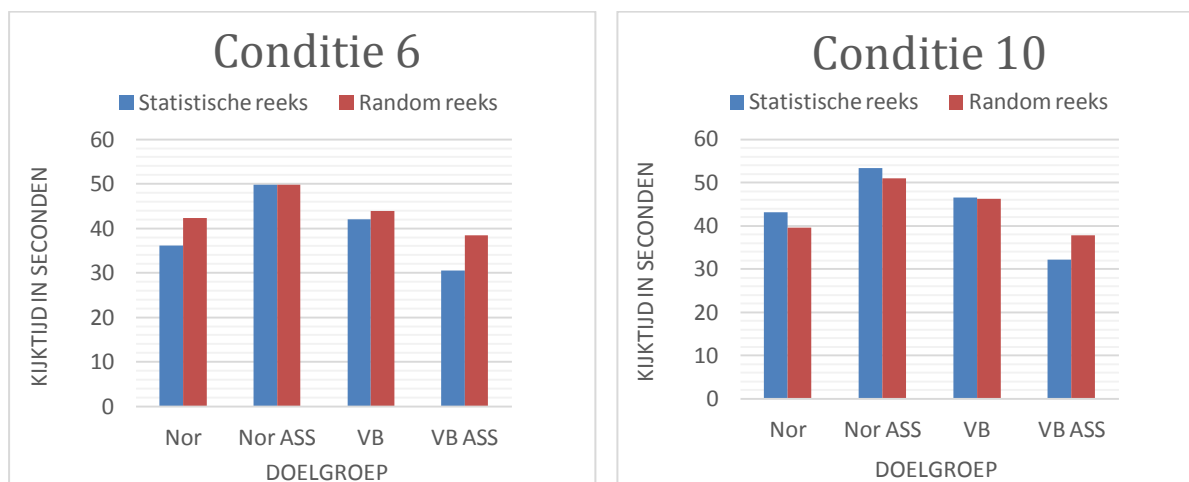 Conditie 6
Statistische reeks Random reeks
KIJKTIJD IN SECONDEN
60
50
40
30
20
10
0
Nor Nor ASS VB VB ASS
DOELGROEP
Conditie 10
Statistische reeks Random reeks
KIJKTIJD IN SECONDEN
60
50
40
30
20
10
0
Nor Nor ASS VB VB ASS
DOELGROEP